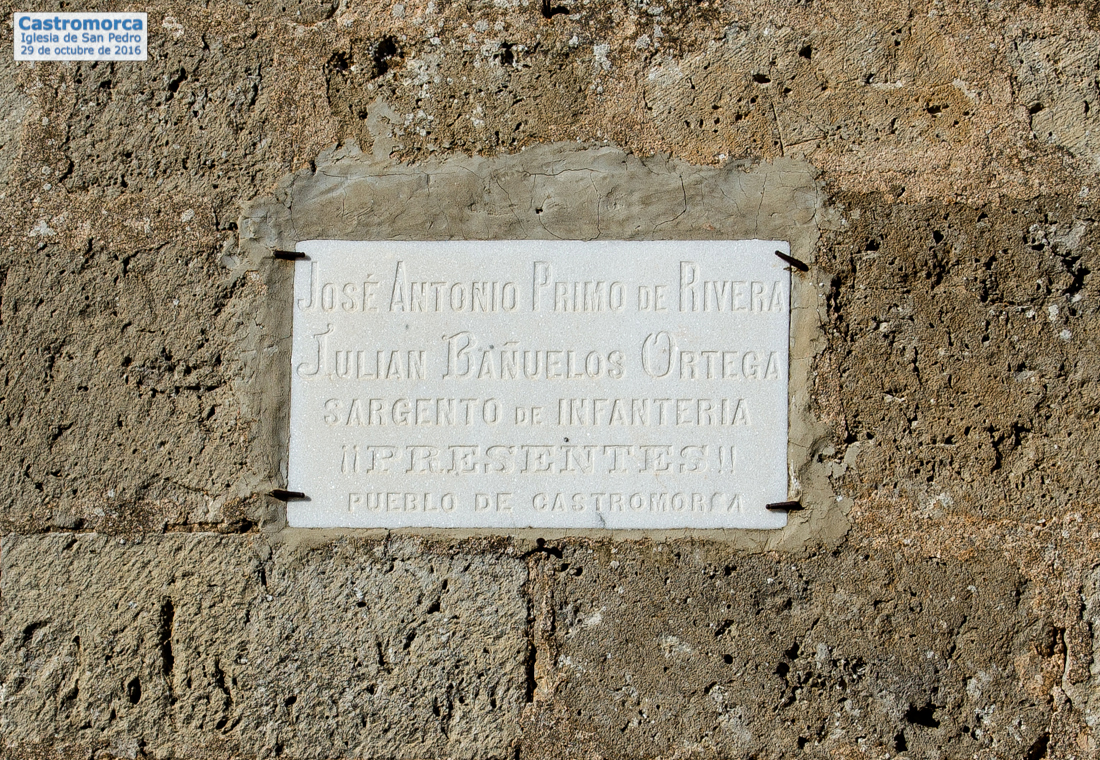 Castromorca
Iglesia de San Pedro
29 de octubre de 2016
JOSÉ ANTONIO PRIMO DE RIVERA
JULIAN BAÑUELOS ORTEGA
SARGENTO DE INFANTERIA
¡¡PRESENTES!!
PUEBLO DE CASTROMORCA